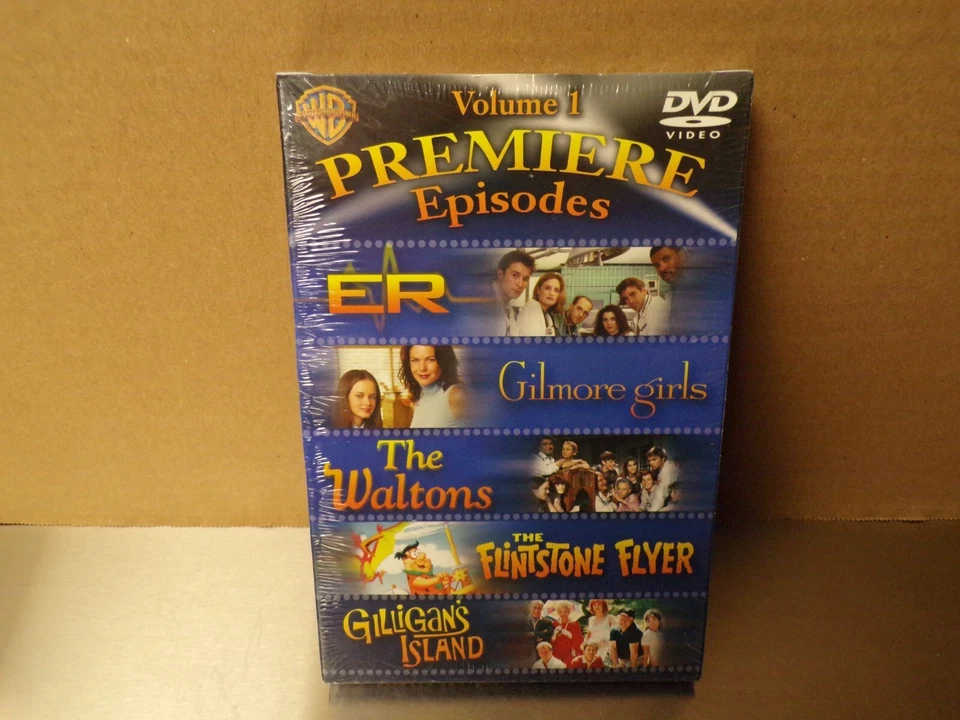 Volume 1
WB
DVD
VIDEO
PREMIERE
Episodes
ER
Gilmore girls
The
Waltons
THE
FLINTSTONE FLYER
GILLIGAN'S
ISLAND